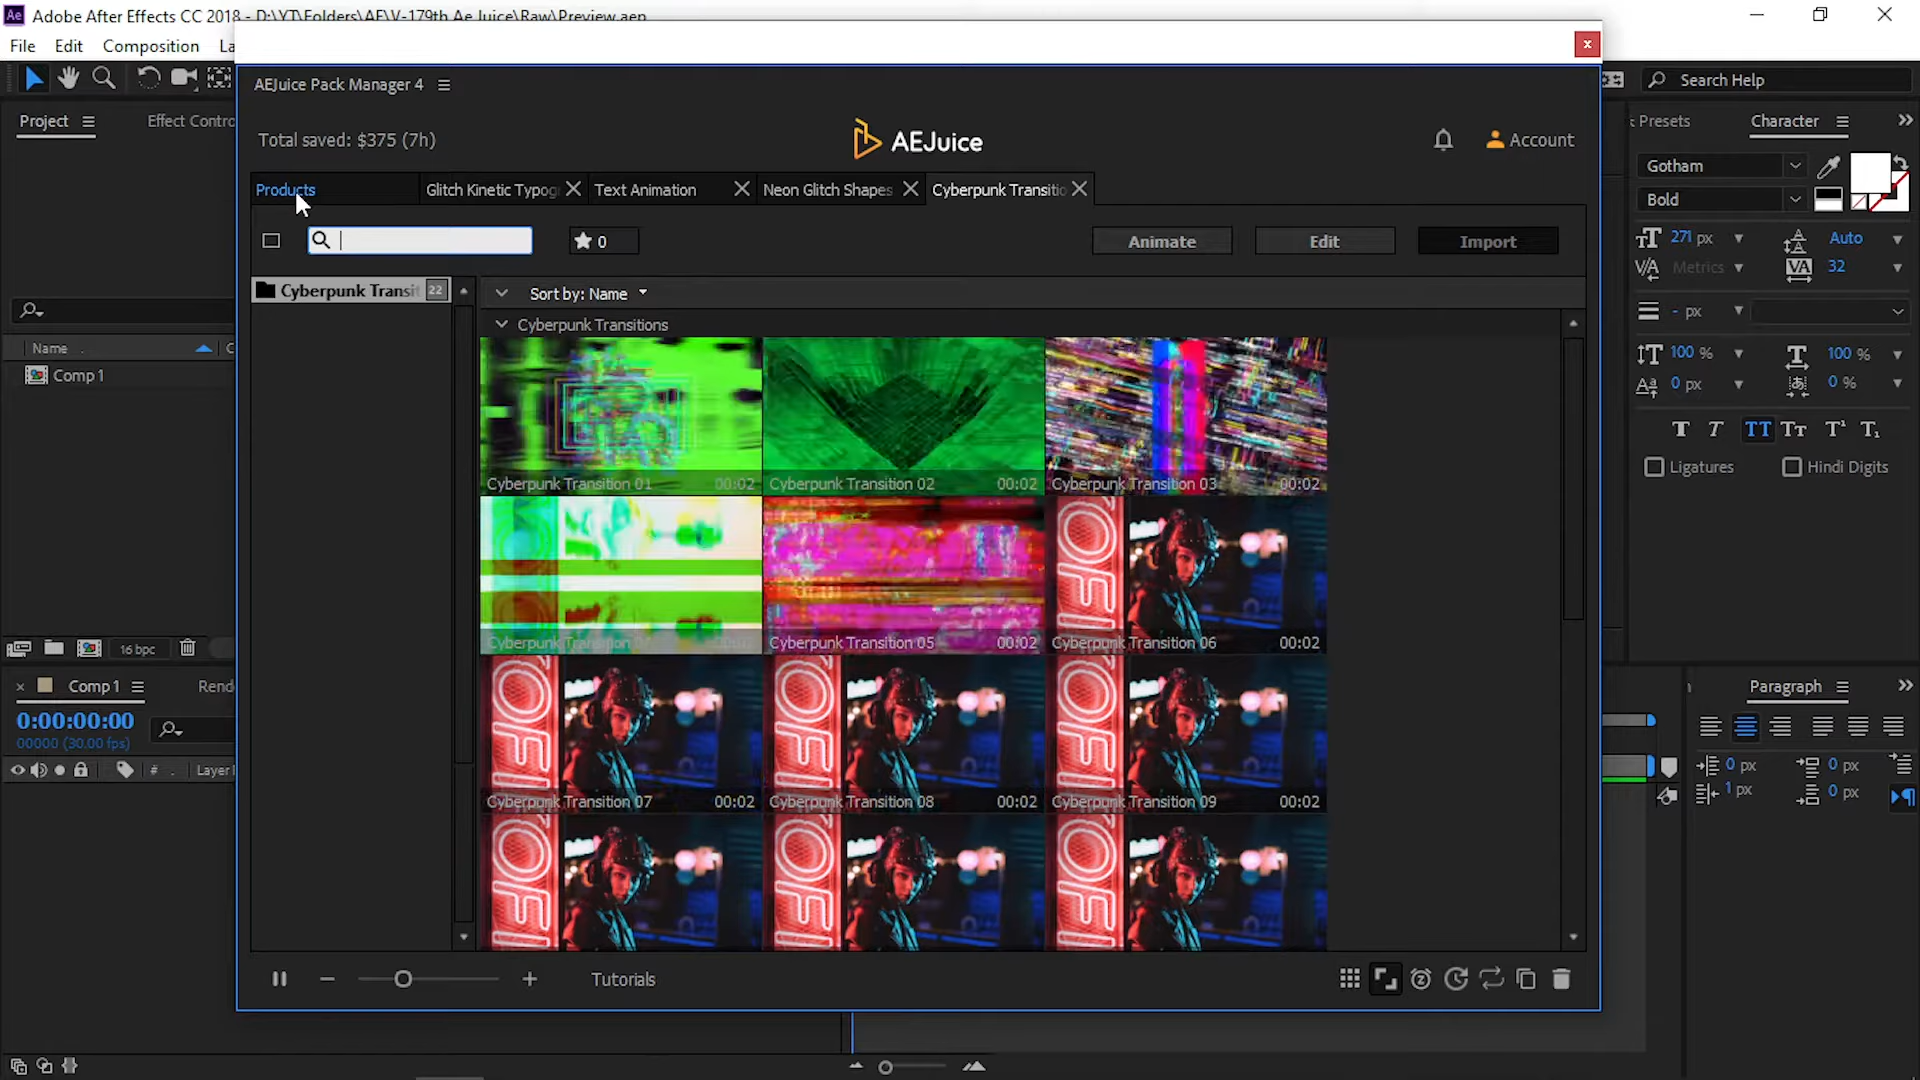 Adobe After Effects CC 2018 - D:\YT\Folders\AE\V-179th Ae Juice\Raw\Preview.aep
File Edit Composition La
AEJuice Pack Manager 4
Search Help
Project
Effect Contro
Presets
Character
Total saved: $375 (7h)
AEJuice
Account
Gotham
Bold
Products
Glitch Kinetic Typog
Text Animation
Neon Glitch Shapes
Cyberpunk Transitio
0
Animate
Edit
Import
271 px
Auto
Metrics
32
Cyberpunk Transit 22
Sort by: Name
- px
Cyberpunk Transitions
Name
Comp 1
100 %
100 %
0 px
0 %
Ligatures
Hindi Digits
Cyberpunk Transition 01 00:02
Cyberpunk Transition 02 00:02
Cyberpunk Transition 03 00:02
Cyberpunk Transition 05 00:02
Cyberpunk Transition 06 00:02
16 bpc
Comp 1
Rend
Paragraph
0:00:00:00
00000 (30.00 fps)
# .
Layer
0 px
0 px
1 px
0 px
Cyberpunk Transition 07 00:02
Cyberpunk Transition 08 00:02
Cyberpunk Transition 09 00:02
Tutorials